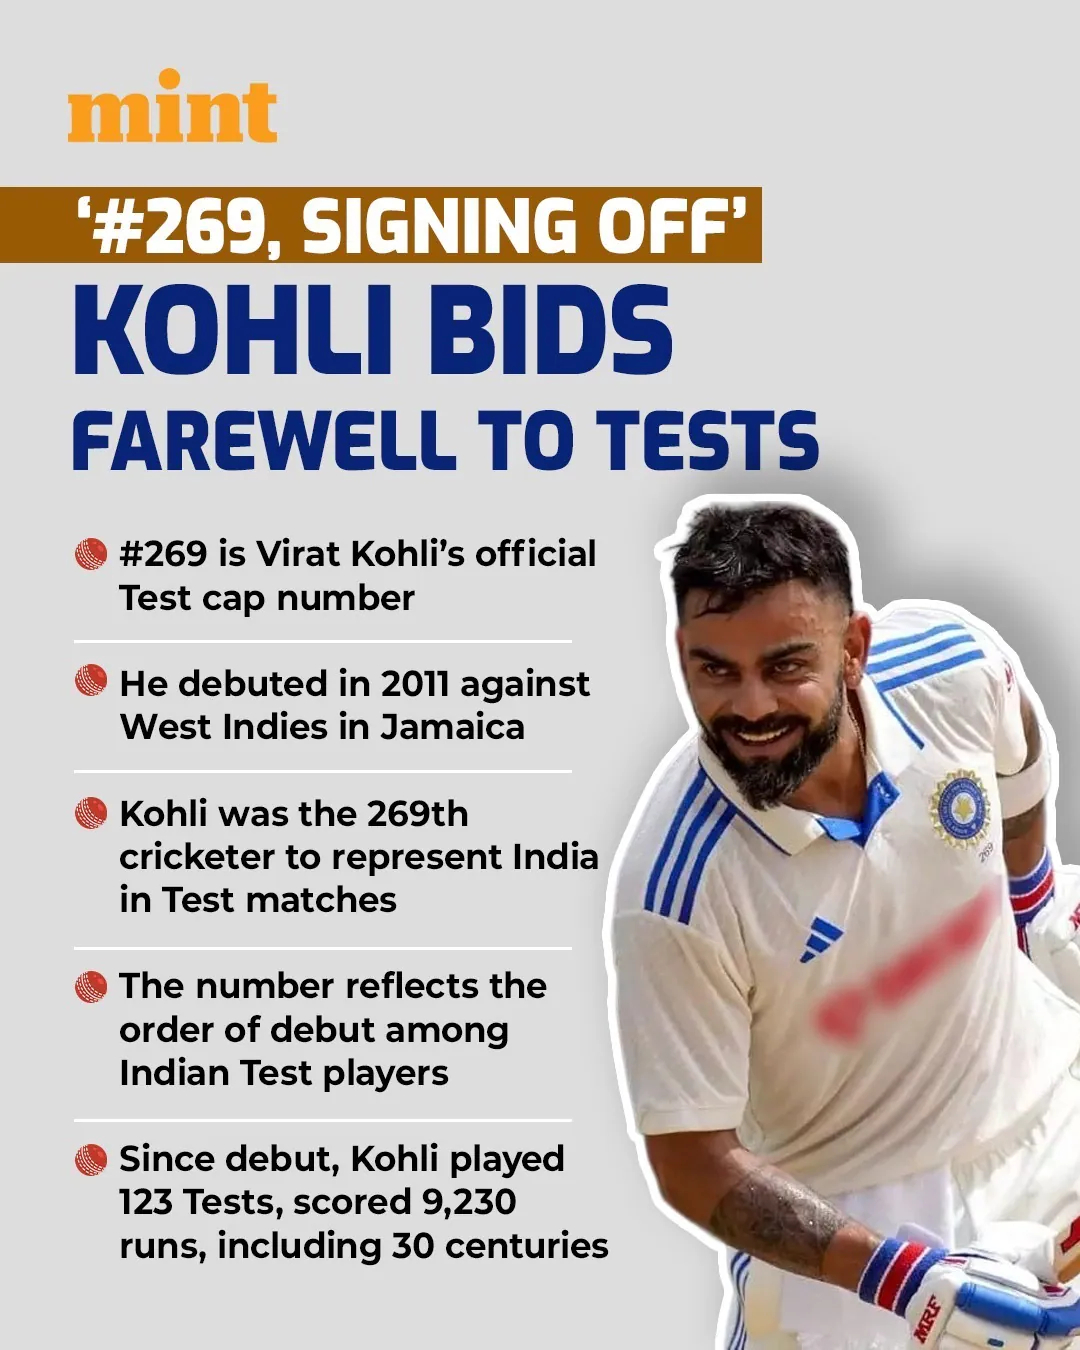 mint
‘#269, SIGNING OFF’
KOHLI BIDS
FAREWELL TO TESTS
#269 is Virat Kohli’s official
Test cap number
He debuted in 2011 against
West Indies in Jamaica
Kohli was the 269th
cricketer to represent India
in Test matches
The number reflects the
order of debut among
Indian Test players
Since debut, Kohli played
123 Tests, scored 9,230
runs, including 30 centuries
269
MRF